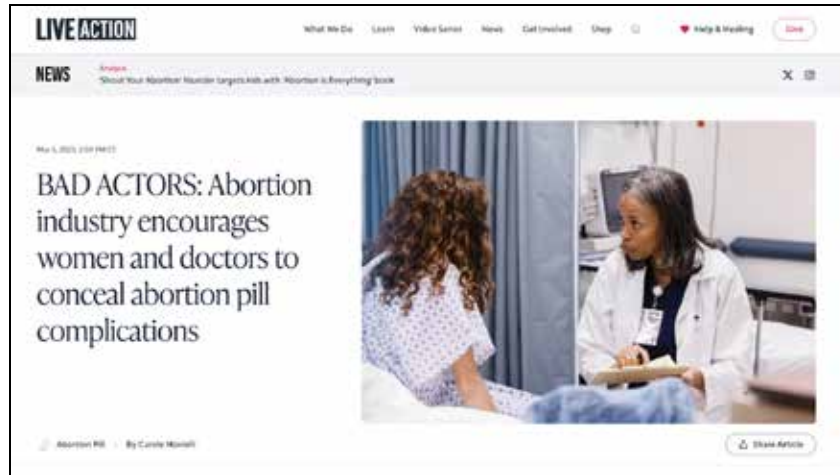 LIVE ACTION
What We Do Learn Video Series News Get Involved Shop Help & Healing Give
NEWS
Analysis
'Shout Your Abortion' founder targets kids with 'Abortion is Everything' book
BAD ACTORS: Abortion
industry encourages
women and doctors to
conceal abortion pill
complications
Abortion Pill By Carole Novielli
Share Article